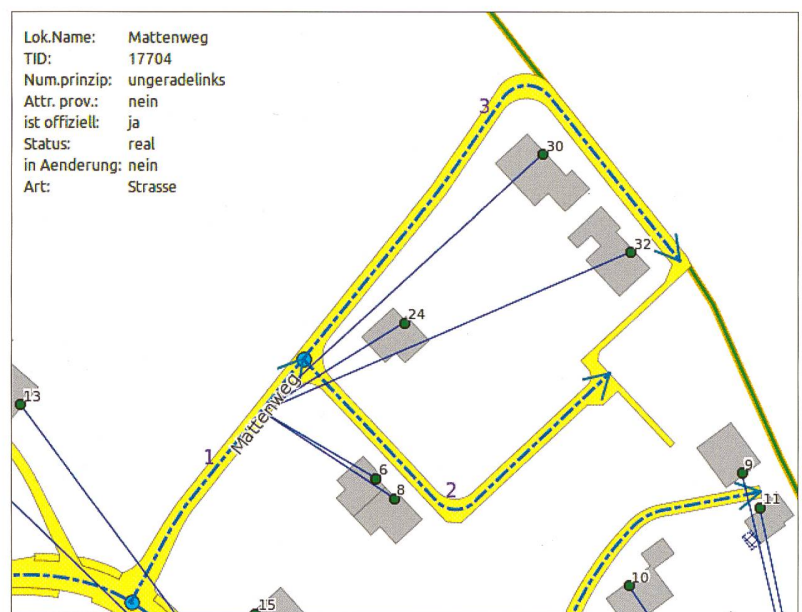 Lok.Name: Mattenweg
TID: 17704
Num.prinzip: ungeradelinks
Attr. prov.: nein
ist offiziell: ja
Status: real
in Aenderung: nein
Art: Strasse
3
30
32
24
13
Mattenweg
1
6
8
2
9
11
10
15